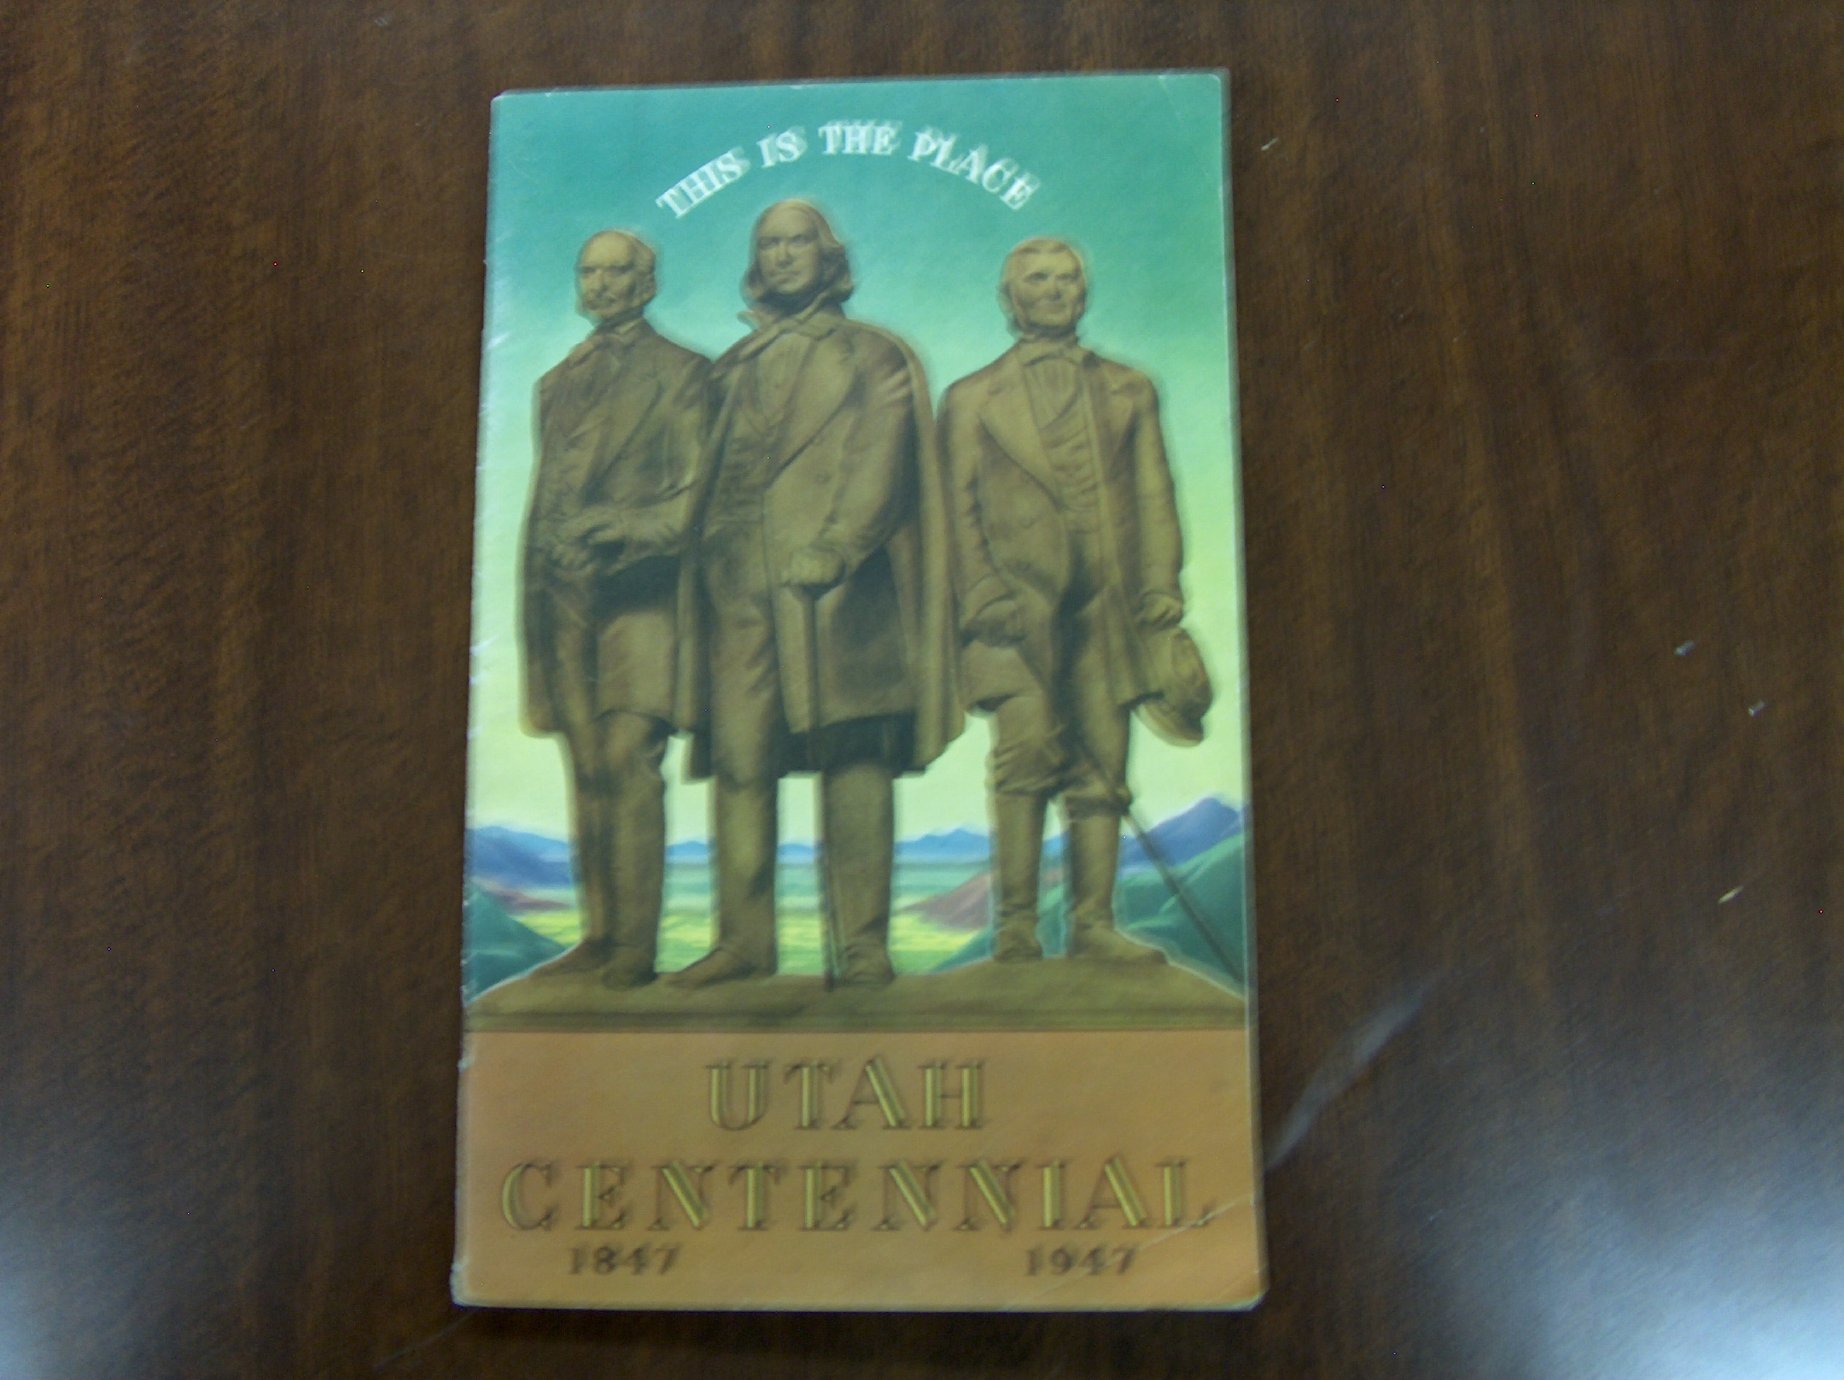 THIS IS THE PLACE
UTAH
CENTENNIAL
1847 1947